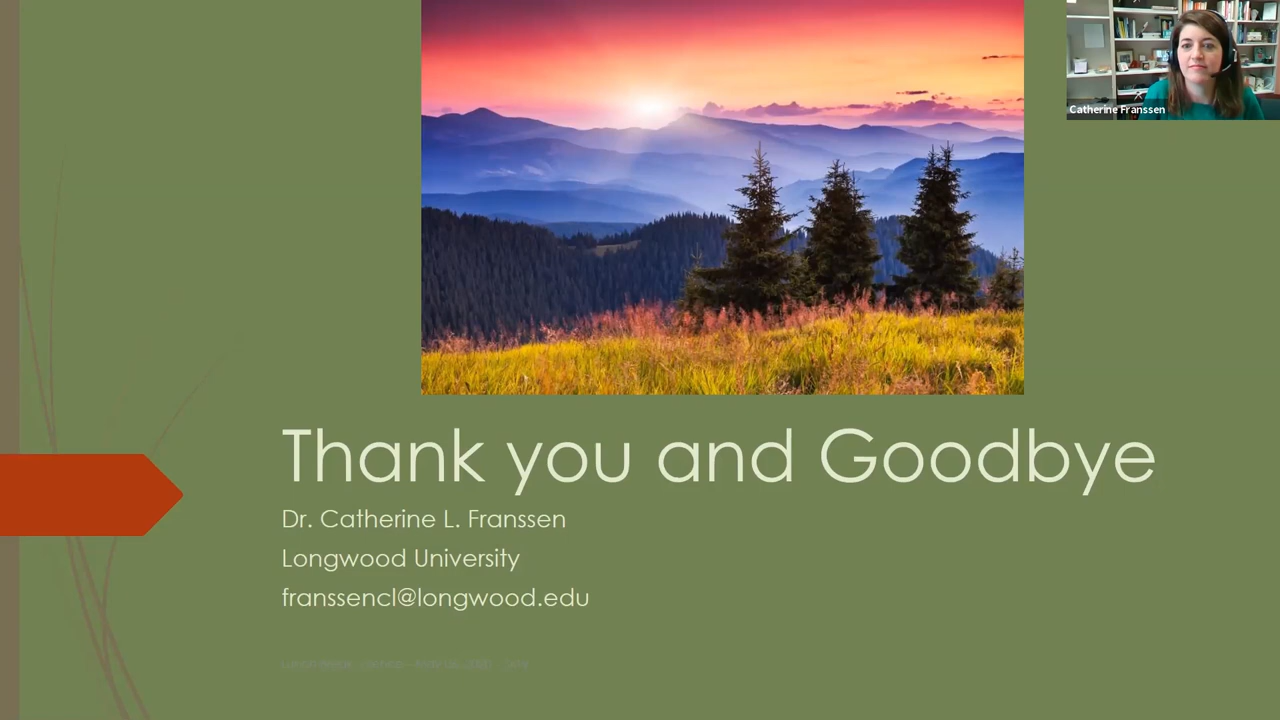 Catherine Franssen
Thank you and Goodbye
Dr. Catherine L. Franssen
Longwood University
franssencl@longwood.edu